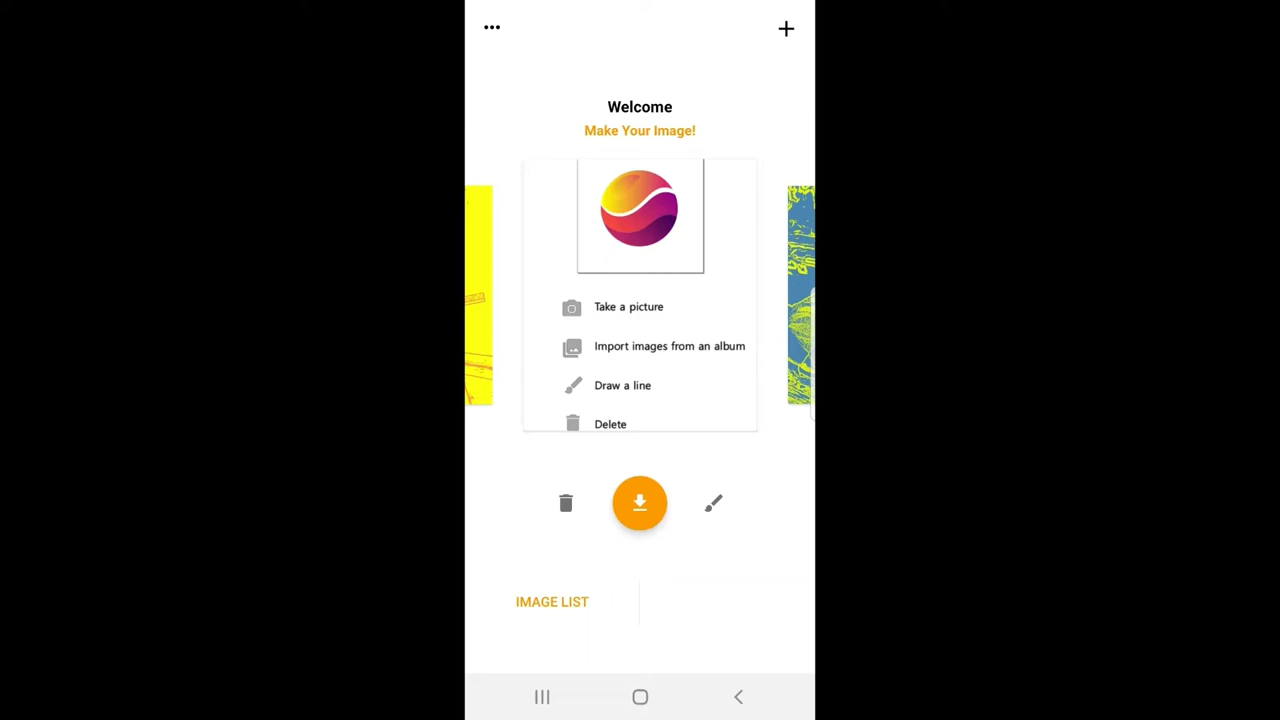 Welcome
Make Your Image!
Take a picture
Import images from an album
Draw a line
Delete
IMAGE LIST